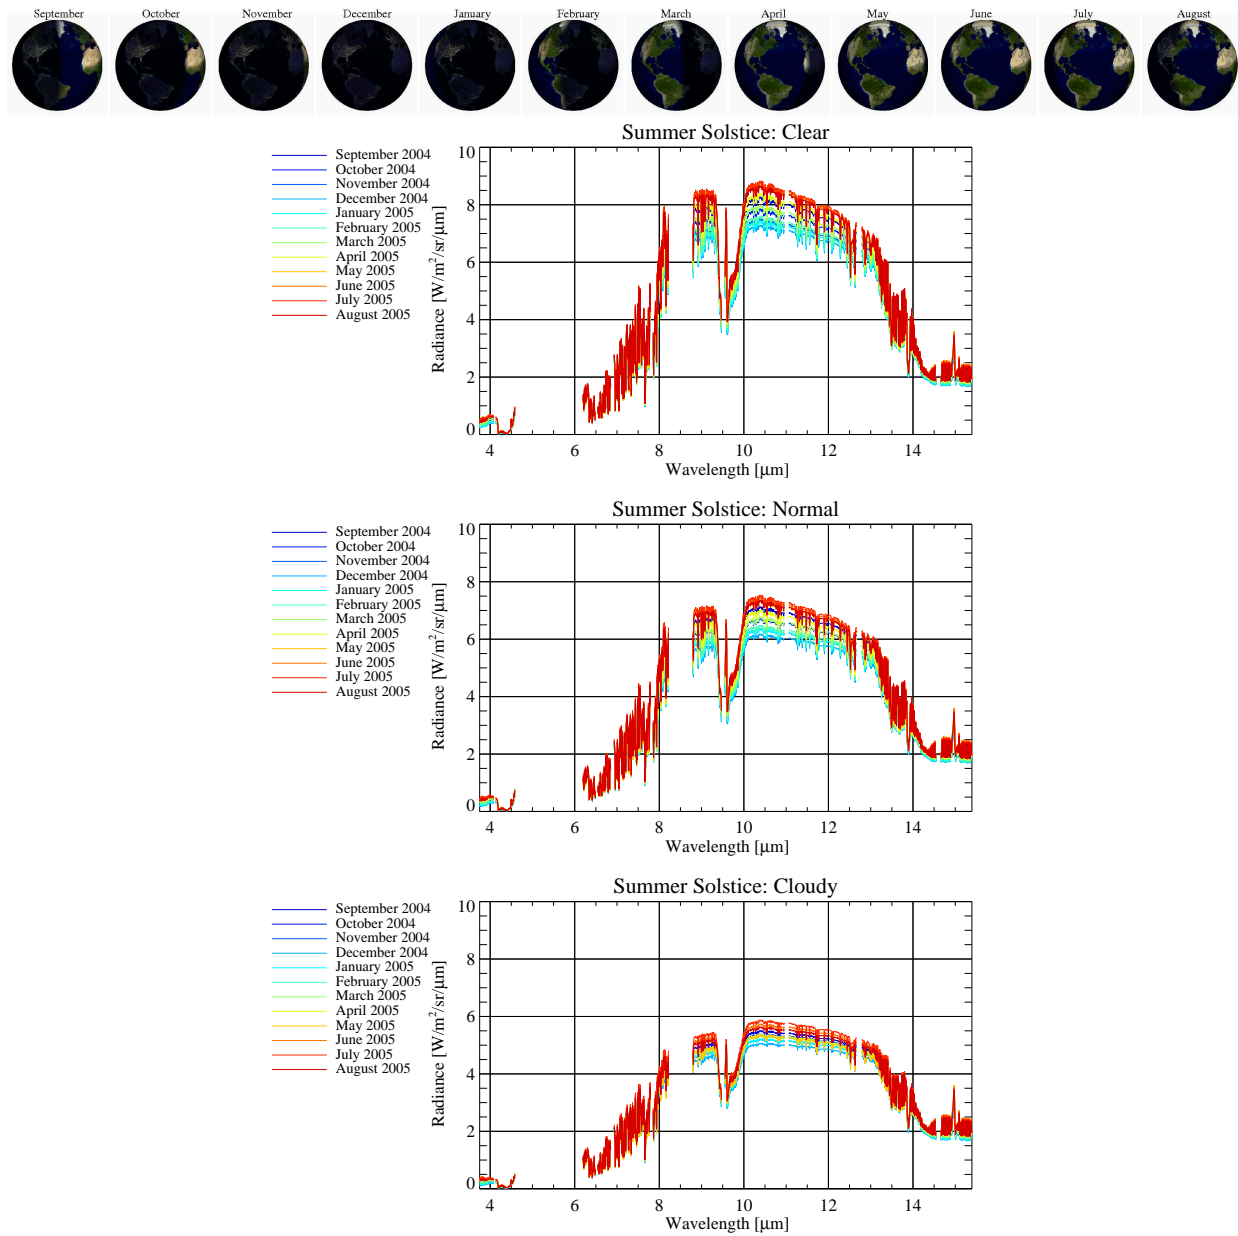 September October November December January February March April May June July August
Summer Solstice: Clear
September 2004
October 2004
November 2004
December 2004
January 2005
February 2005
March 2005
April 2005
May 2005
June 2005
July 2005
August 2005
10
8
6
4
2
0
Radiance [W/m²/sr/μm]
4 6 8 10 12 14
Wavelength [μm]
Summer Solstice: Normal
September 2004
October 2004
November 2004
December 2004
January 2005
February 2005
March 2005
April 2005
May 2005
June 2005
July 2005
August 2005
10
8
6
4
2
0
Radiance [W/m²/sr/μm]
4 6 8 10 12 14
Wavelength [μm]
Summer Solstice: Cloudy
September 2004
October 2004
November 2004
December 2004
January 2005
February 2005
March 2005
April 2005
May 2005
June 2005
July 2005
August 2005
10
8
6
4
2
0
Radiance [W/m²/sr/μm]
4 6 8 10 12 14
Wavelength [μm]